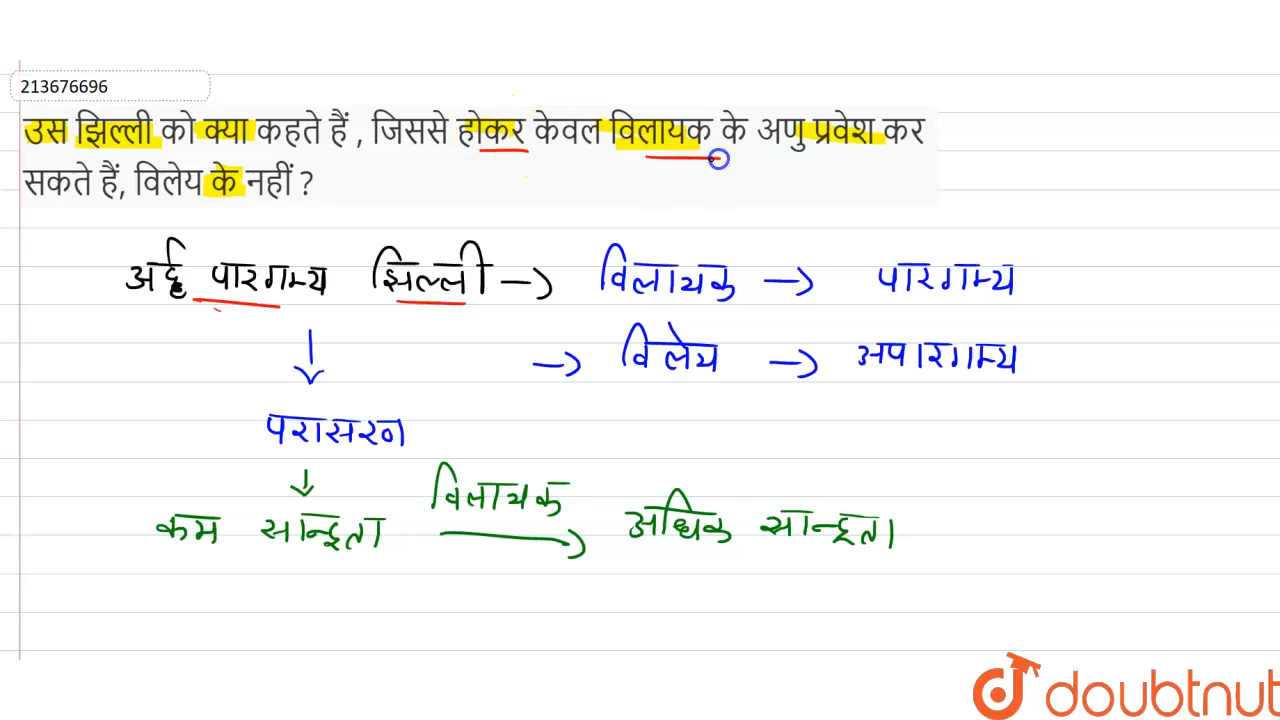 213676696
उस झिल्ली को क्या कहते हैं , जिससे होकर केवल विलायक के अणु प्रवेश कर
सकते हैं, विलेय के नहीं ?
अर्द्ध पारगम्य झिल्ली → विलायक → पारगम्य
↓ → विलेय → अपारगम्य
परासरण
↓ विलायक
कम सान्द्रता → अधिक सान्द्रता
doubtnut